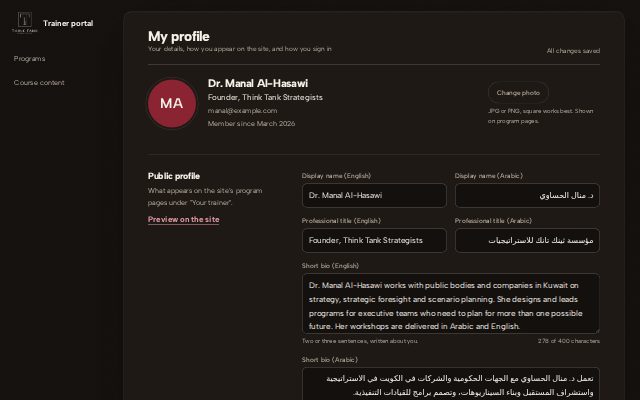 THINK TANK
Trainer portal
Programs
Course content
My profile
Your details, how you appear on the site, and how you sign in
All changes saved
MA
Dr. Manal Al-Hasawi
Founder, Think Tank Strategists
manal@example.com
Member since March 2026
Change photo
JPG or PNG, square works best. Shown
on program pages.
Public profile
What appears on the site's program
pages under "Your trainer".
Preview on the site
Display name (English)
Display name (Arabic)
Dr. Manal Al-Hasawi
د. منال الحساوي
Professional title (English)
Professional title (Arabic)
Founder, Think Tank Strategists
مؤسسة ثينك تانك للاستراتيجيات
Short bio (English)
Dr. Manal Al-Hasawi works with public bodies and companies in Kuwait on
strategy, strategic foresight and scenario planning. She designs and leads
programs for executive teams who need to plan for more than one possible
future. Her workshops are delivered in Arabic and English.
Two or three sentences, written about you.
278 of 400 characters
Short bio (Arabic)
تعمل د. منال الحساوي مع الجهات الحكومية والشركات في الكويت في الاستراتيجية
واستشراف المستقبل وبناء السيناريوهات، وتصمم برامج للقيادات التنفيذية.